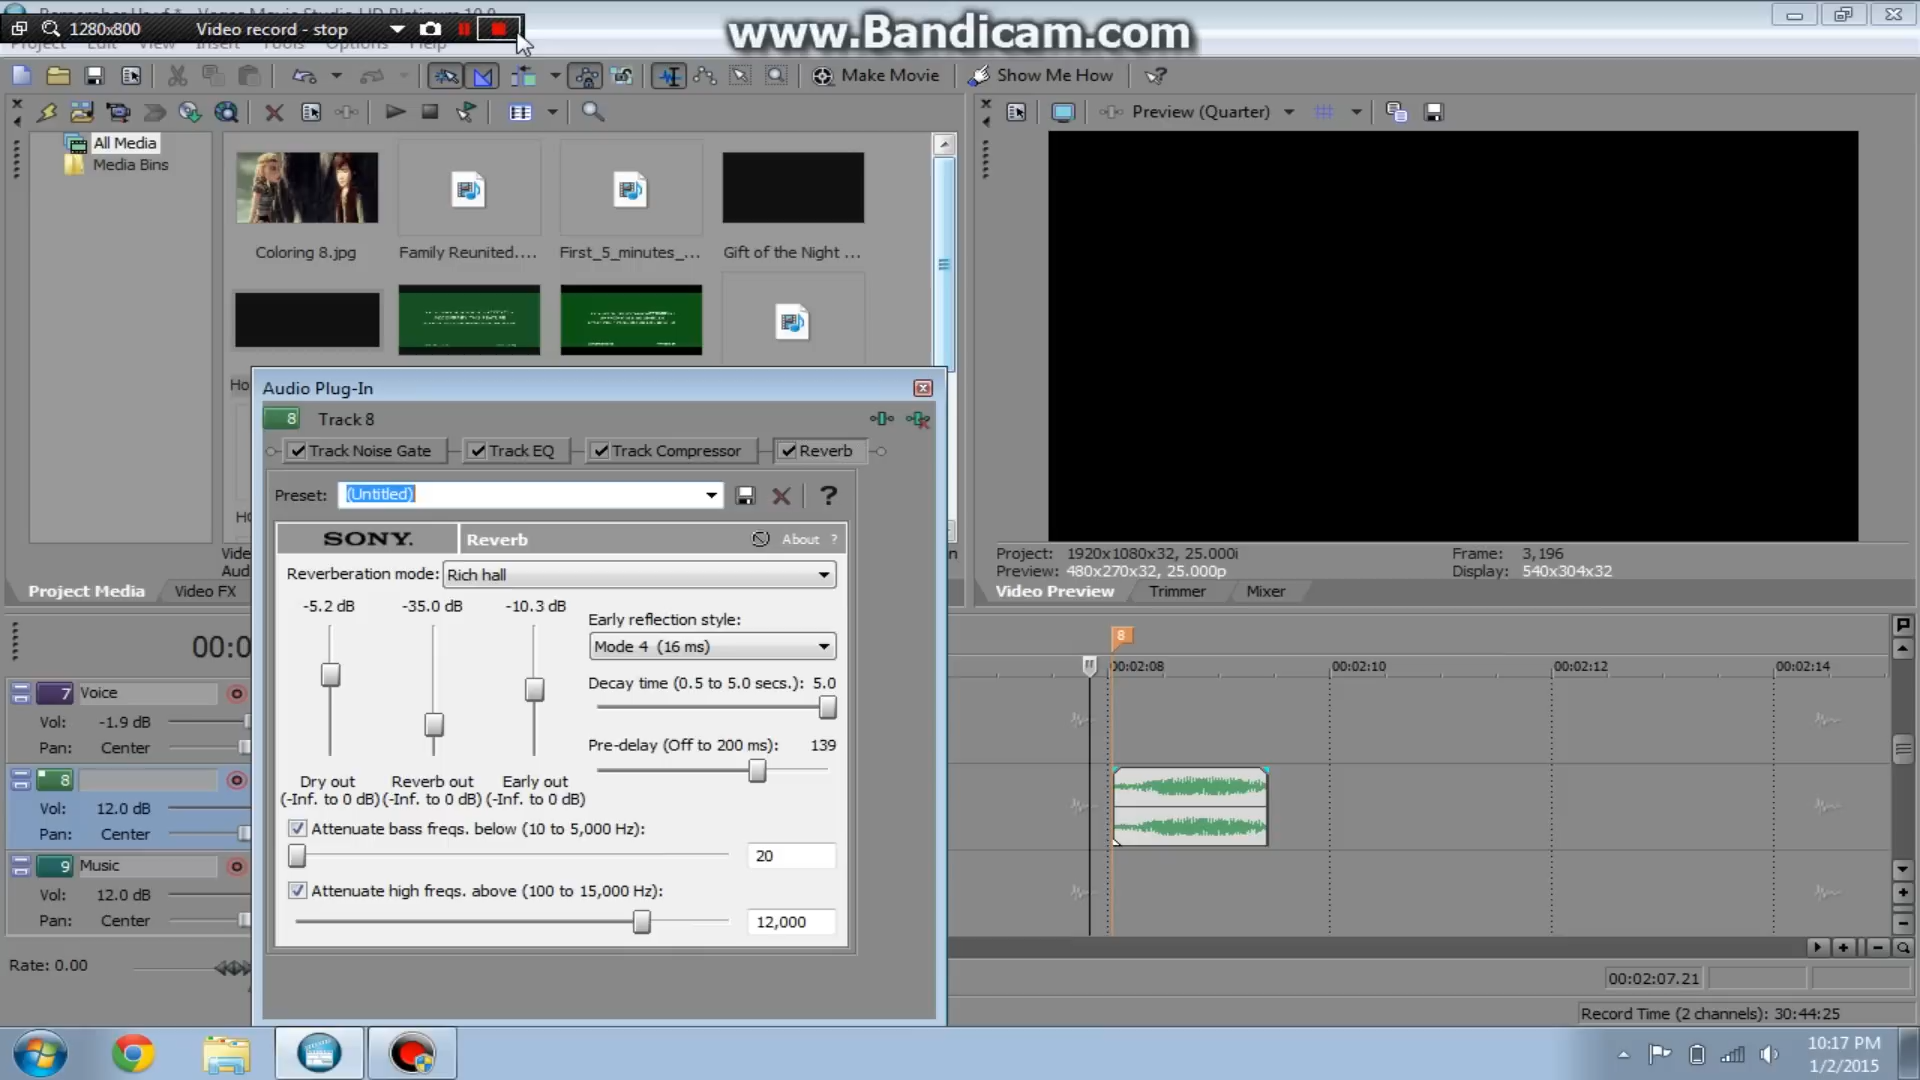 1280x800
Video record - stop
www.Bandicam.com
Insert
Help
Make Movie
Show Me How
All Media
Media Bins
Preview (Quarter)
Coloring 8.jpg
Family Reunited....
First_5_minutes_...
Gift of the Night ...
Ho
HO
Audio Plug-In
8
Track 8
Track Noise Gate
Track EQ
Track Compressor
Reverb
Preset:
(Untitled)
?
SONY.
Reverb
About
?
Reverberation mode:
Rich hall
-5.2 dB
-35.0 dB
-10.3 dB
Early reflection style:
Mode 4 (16 ms)
Decay time (0.5 to 5.0 secs.):
5.0
Pre-delay (Off to 200 ms):
139
Dry out
(-Inf. to 0 dB)
Reverb out
(-Inf. to 0 dB)
Early out
(-Inf. to 0 dB)
Attenuate bass freqs. below (10 to 5,000 Hz):
20
Attenuate high freqs. above (100 to 15,000 Hz):
12,000
Vide
Aud
Project Media
Video FX
Project: 1920x1080x32, 25.000i
Preview: 480x270x32, 25.000p
Frame: 3,196
Display: 540x304x32
Video Preview
Trimmer
Mixer
00:0
8
00:02:08
00:02:10
00:02:12
00:02:14
7
Voice
Vol: -1.9 dB
Pan: Center
8
Vol: 12.0 dB
Pan: Center
9
Music
Vol: 12.0 dB
Pan: Center
Rate: 0.00
00:02:07.21
Record Time (2 channels): 30:44:25
10:17 PM
1/2/2015